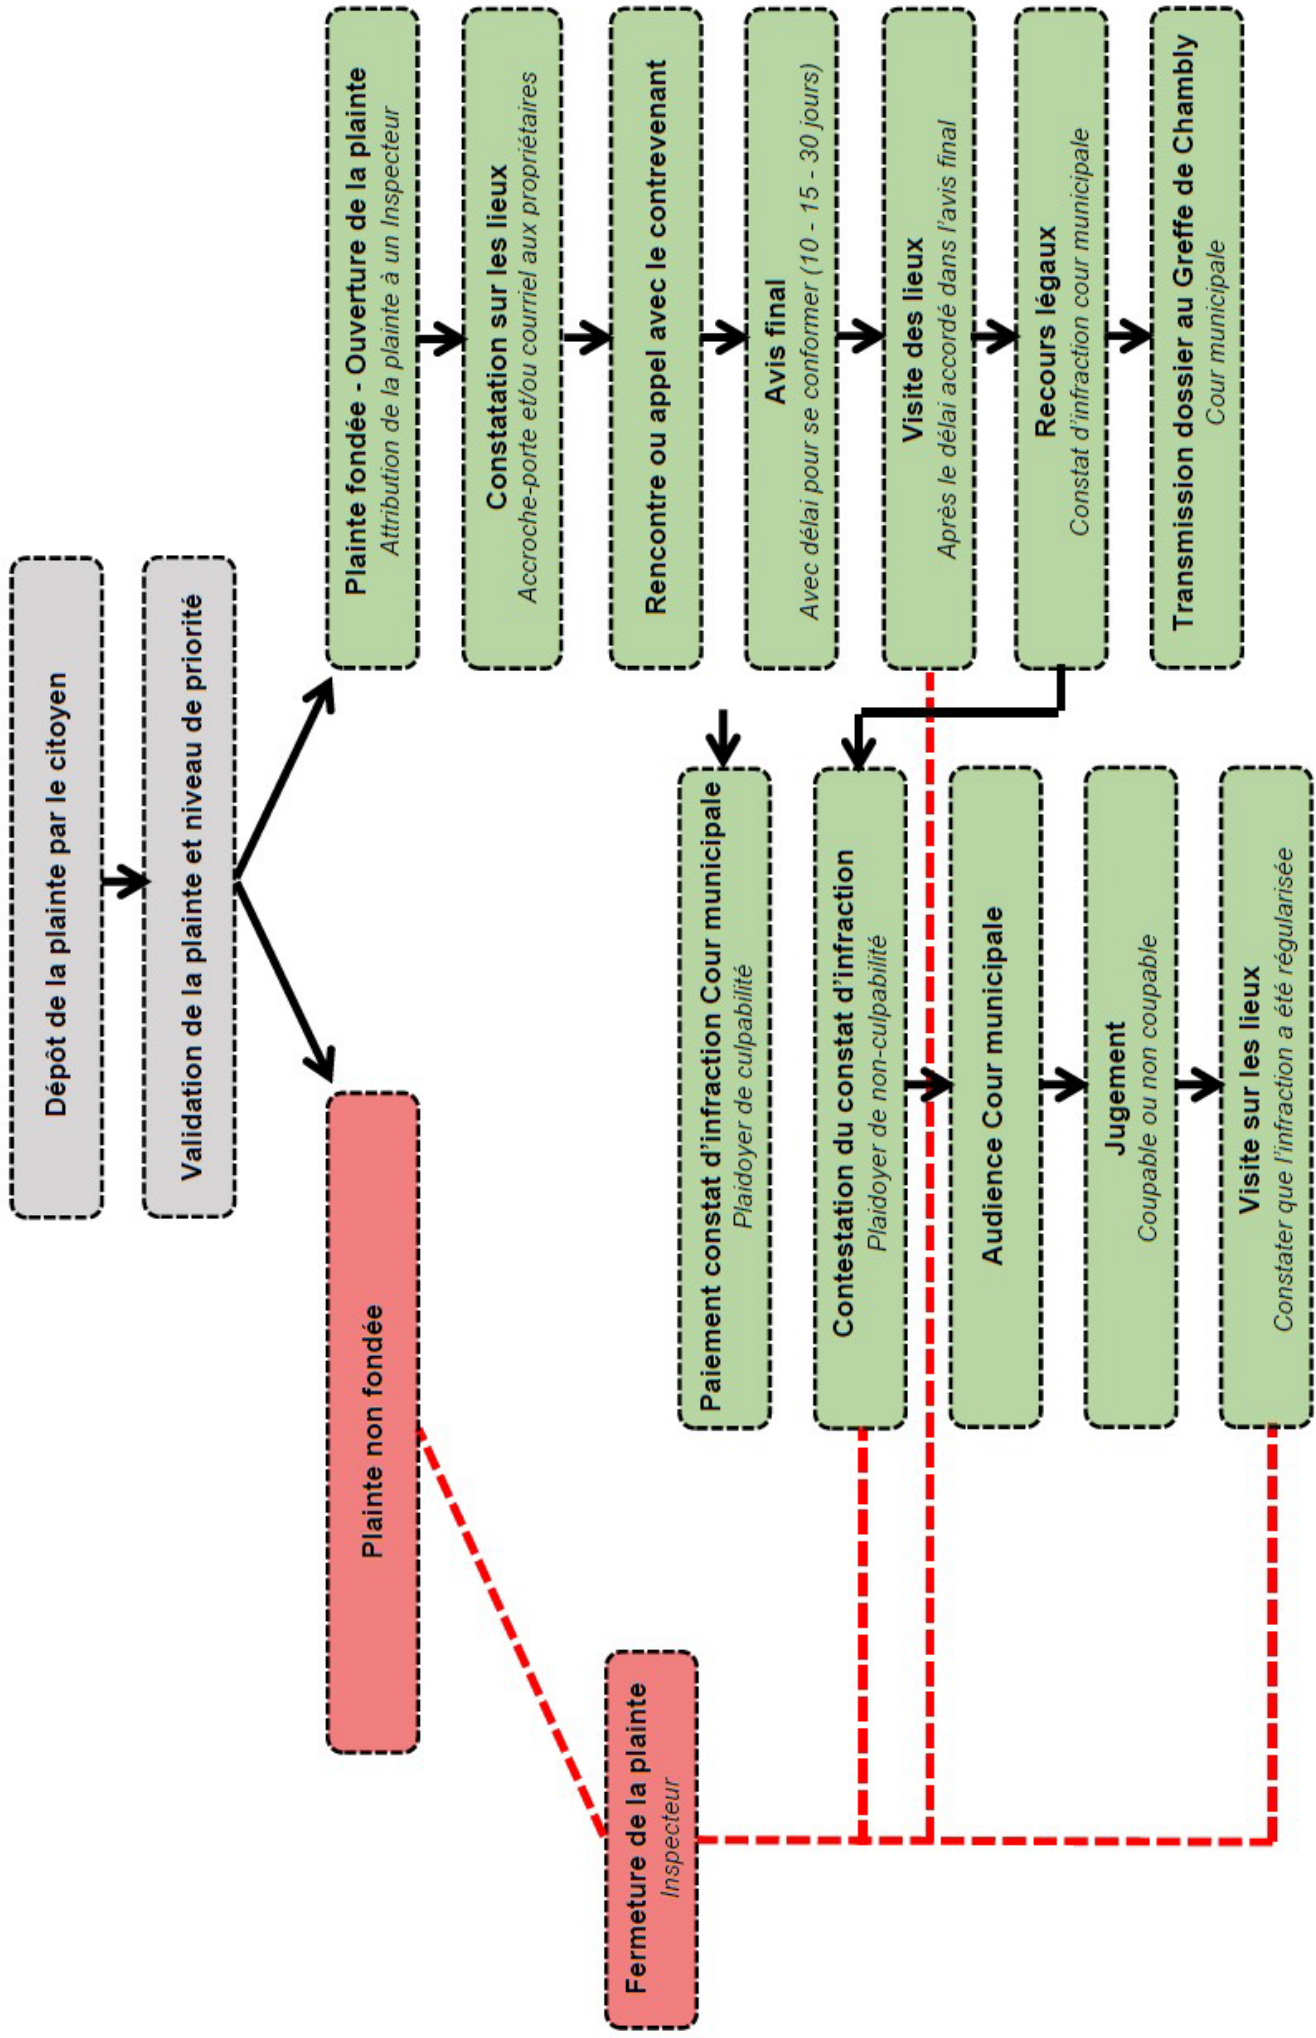 Dépôt de la plainte par le citoyen
Validation de la plainte et niveau de priorité
Plainte non fondée
Fermeture de la plainte
Inspecteur
Plainte fondée - Ouverture de la plainte
Attribution de la plainte à un Inspecteur
Constatation sur les lieux
Accroche-porte et/ou courriel aux propriétaires
Rencontre ou appel avec le contrevenant
Avis final
Avec délai pour se conformer (10 - 15 - 30 jours)
Visite des lieux
Après le délai accordé dans l'avis final
Recours légaux
Constat d'infraction cour municipale
Transmission dossier au Greffe de Chambly
Cour municipale
Paiement constat d'infraction Cour municipale
Plaidoyer de culpabilité
Contestation du constat d'infraction
Plaidoyer de non-culpabilité
Audience Cour municipale
Jugement
Coupable ou non coupable
Visite sur les lieux
Constater que l'infraction a été régularisée